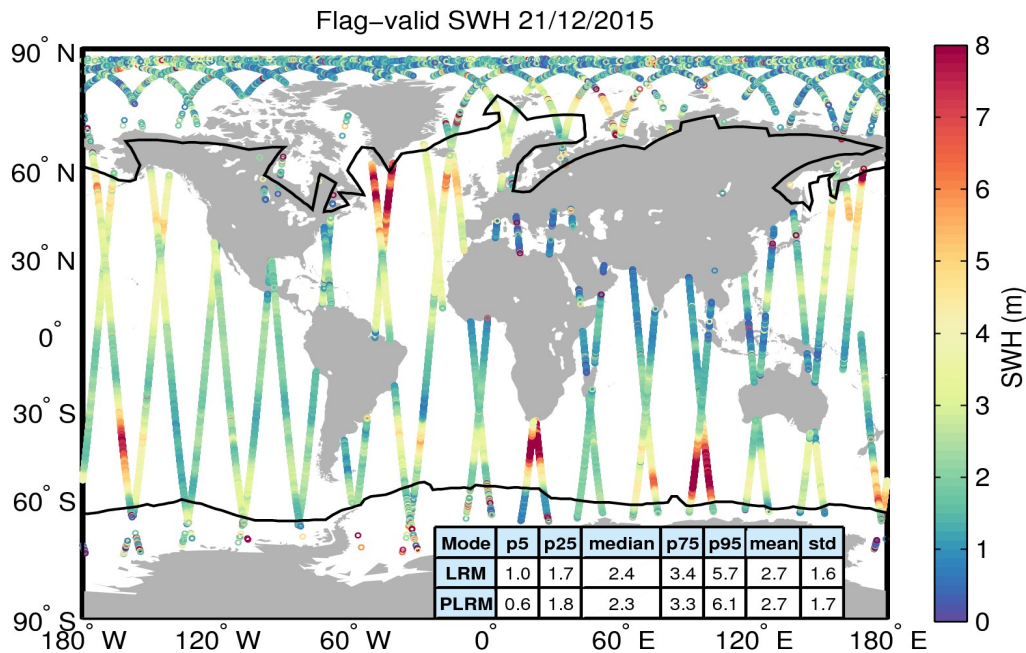 Flag−valid SWH 21/12/2015
90° N
60° N
30° N
0°
30° S
60° S
90° S
180° W
60° W
0°
60° E
120° E
180° E
Mode p5 p25 median p75 p95 mean std
LRM 1.0 1.7 2.4 3.4 5.7 2.7 1.6
PLRM 0.6 1.8 2.3 3.3 6.1 2.7 1.7
8
7
6
5
4
3
2
1
0
SWH (m)